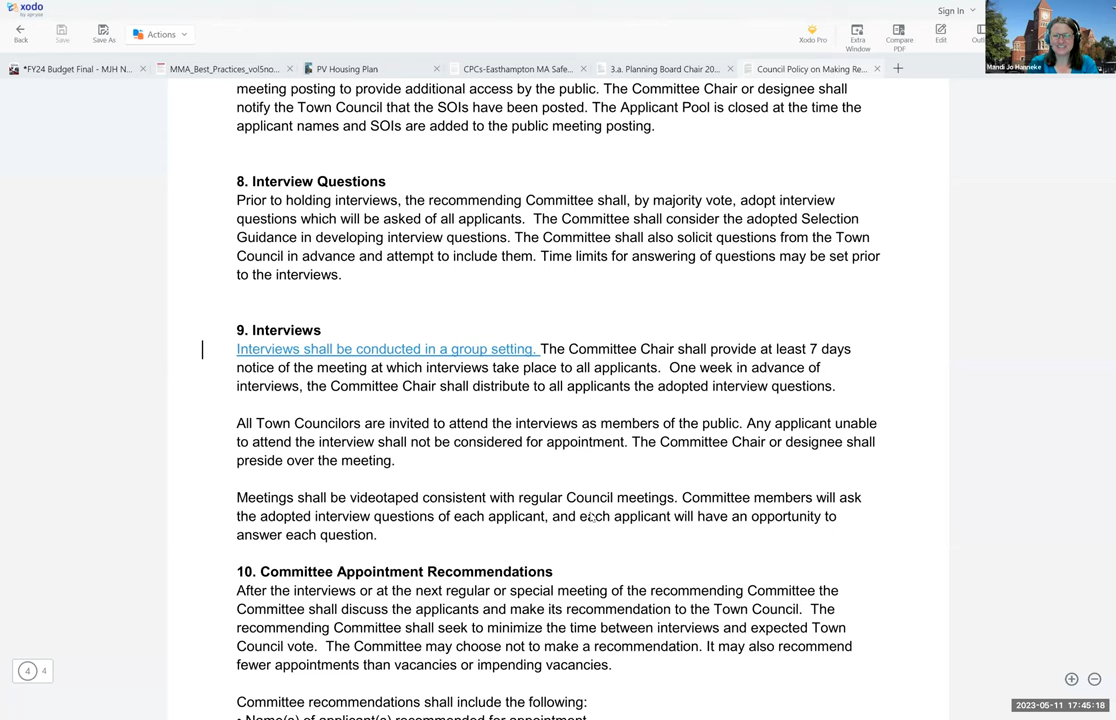 xodo
by apryse
Sign In
Back
Save
Save As
Actions
Xodo Pro
Extra Window
Compare PDF
Edit
Mandi Jo Hanneke
*FY24 Budget Final - MJH N...
MMA_Best_Practices_vol5no...
PV Housing Plan
CPCs-Easthampton MA Safe...
3.a. Planning Board Chair 20...
Council Policy on Making Re...
meeting posting to provide additional access by the public. The Committee Chair or designee shall
notify the Town Council that the SOIs have been posted. The Applicant Pool is closed at the time the
applicant names and SOIs are added to the public meeting posting.
8. Interview Questions
Prior to holding interviews, the recommending Committee shall, by majority vote, adopt interview
questions which will be asked of all applicants. The Committee shall consider the adopted Selection
Guidance in developing interview questions. The Committee shall also solicit questions from the Town
Council in advance and attempt to include them. Time limits for answering of questions may be set prior
to the interviews.
9. Interviews
Interviews shall be conducted in a group setting. The Committee Chair shall provide at least 7 days
notice of the meeting at which interviews take place to all applicants. One week in advance of
interviews, the Committee Chair shall distribute to all applicants the adopted interview questions.
All Town Councilors are invited to attend the interviews as members of the public. Any applicant unable
to attend the interview shall not be considered for appointment. The Committee Chair or designee shall
preside over the meeting.
Meetings shall be videotaped consistent with regular Council meetings. Committee members will ask
the adopted interview questions of each applicant, and each applicant will have an opportunity to
answer each question.
10. Committee Appointment Recommendations
After the interviews or at the next regular or special meeting of the recommending Committee the
Committee shall discuss the applicants and make its recommendation to the Town Council. The
recommending Committee shall seek to minimize the time between interviews and expected Town
Council vote. The Committee may choose not to make a recommendation. It may also recommend
fewer appointments than vacancies or impending vacancies.
4 4
Committee recommendations shall include the following:
• Name(s) of applicant(s) recommended for appointment
2023-05-11 17:45:18